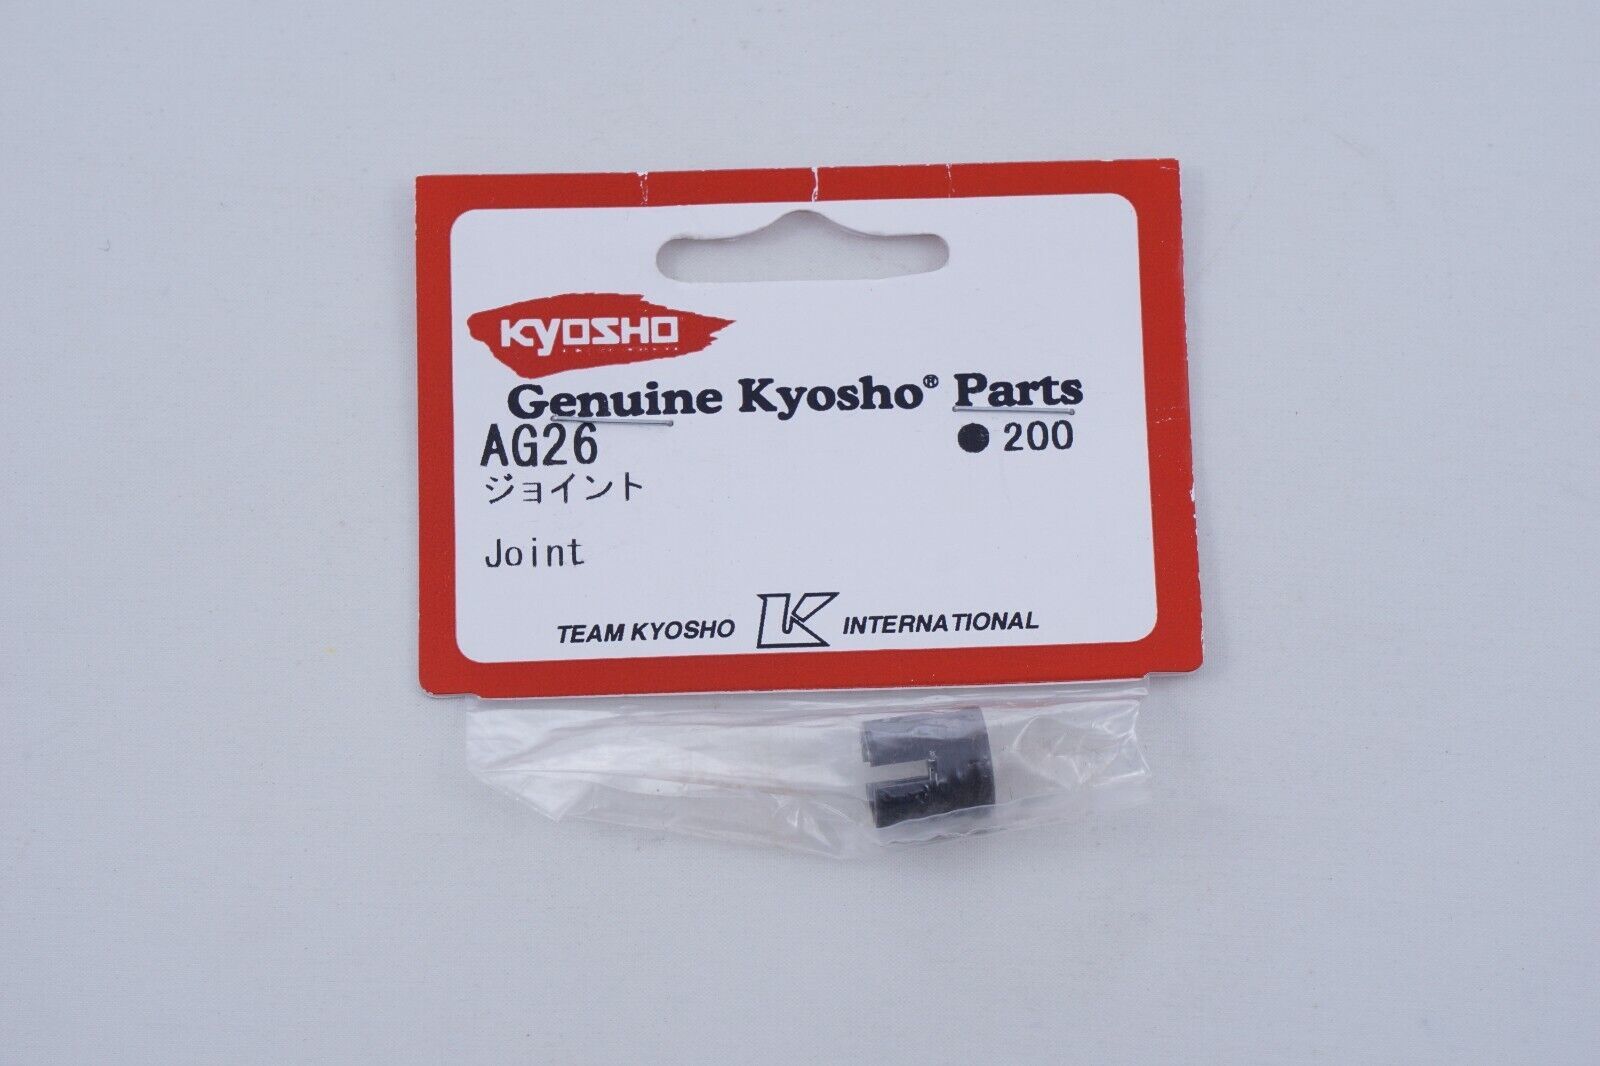 KYOSHO
Genuine Kyosho® Parts
AG26 ●200
ジョイント
Joint
TEAM KYOSHO K INTERNATIONAL